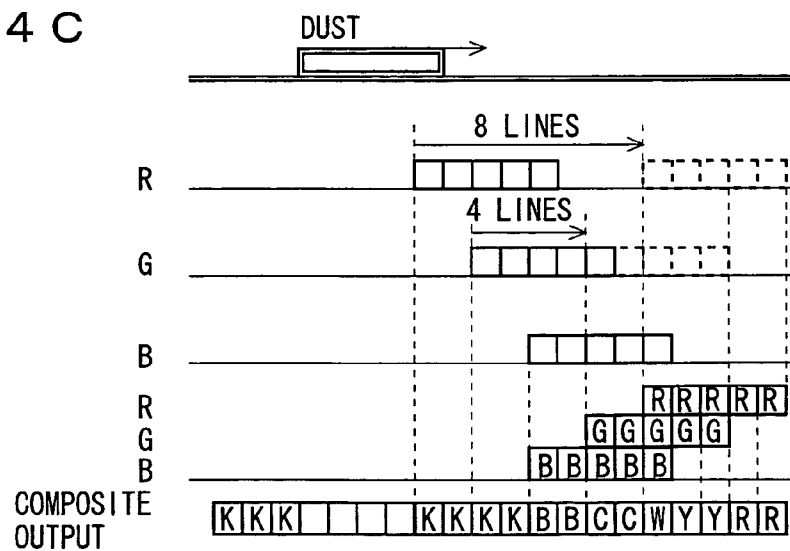 4 C
DUST
8 LINES
R
4 LINES
G
B
R R R R R R
G G G G G G
B B B B B B
COMPOSITE OUTPUT K K K K K K K B B C C W Y Y R R